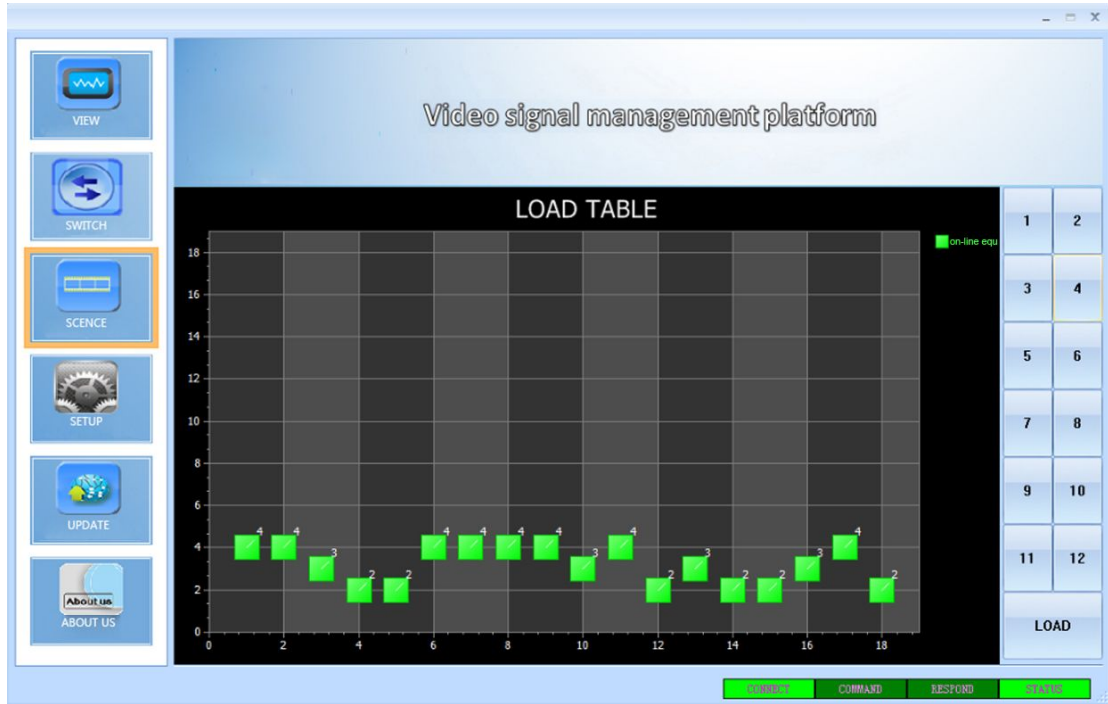 VIEW
SWITCH
SCENCE
SETUP
UPDATE
About us
ABOUT US
Video signal management platform
LOAD TABLE
on-line equ
18
16
14
12
10
8
6
4
2
0
4 4 3 2 2 4 4 4 4 3 4 2 3 2 2 3 4 2
0 2 4 6 8 10 12 14 16 18
1 2
3 4
5 6
7 8
9 10
11 12
LOAD
CONNECT COMMAND RESPOND STATUS